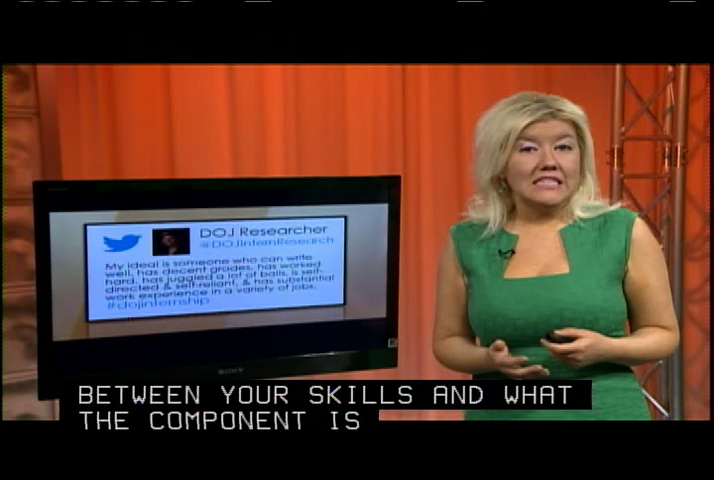 DOJ Researcher
@DOJInternResearch
My ideal is someone who can write
well, has decent grades, has worked
hard, has juggled a lot of balls, is self-
directed & self-reliant, & has substantial
work experience in a variety of jobs.
#dojinternship
SONY
BETWEEN YOUR SKILLS AND WHAT
THE COMPONENT IS